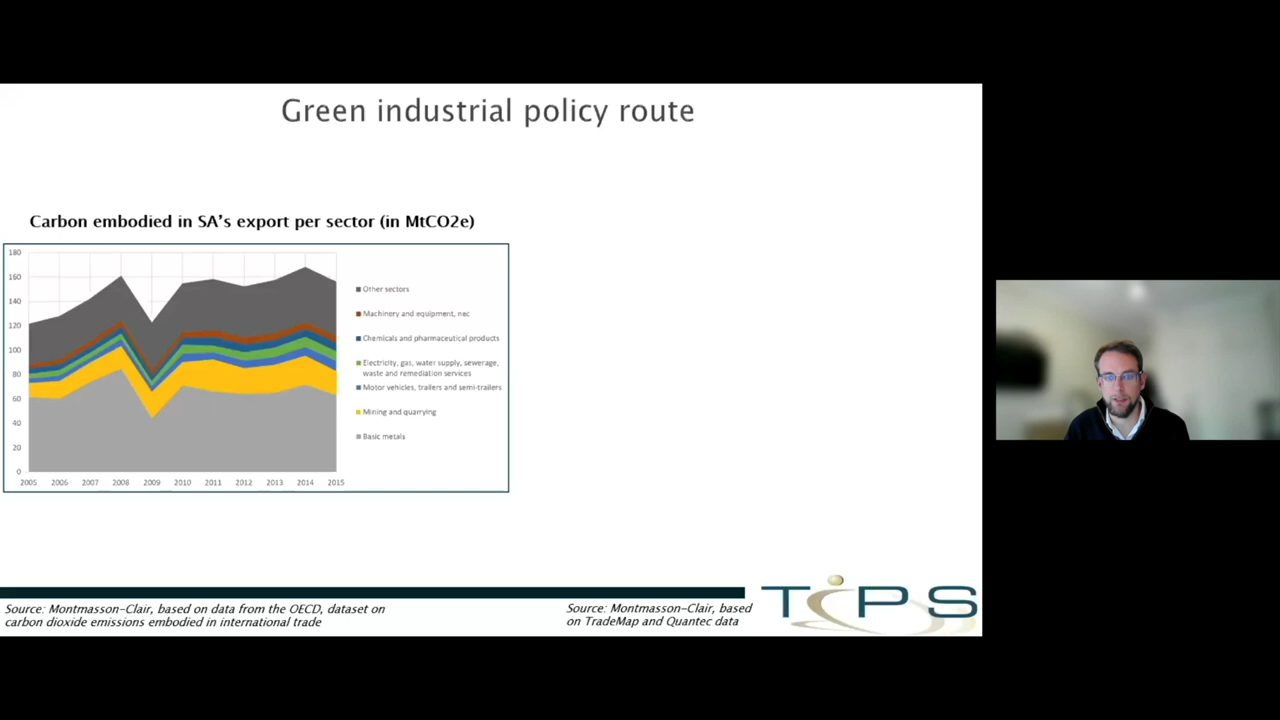 Green industrial policy route
Carbon embodied in SA's export per sector (in MtCO2e)
180
160
140
120
100
80
60
40
20
0
2005 2006 2007 2008 2009 2010 2011 2012 2013 2014 2015
Other sectors
Machinery and equipment, nec
Chemicals and pharmaceutical products
Electricity, gas, water supply, sewerage,
waste and remediation services
Motor vehicles, trailers and semi-trailers
Mining and quarrying
Basic metals
Source: Montmasson-Clair, based on data from the OECD, dataset on
carbon dioxide emissions embodied in international trade
Source: Montmasson-Clair, based
on TradeMap and Quantec data
TIPS